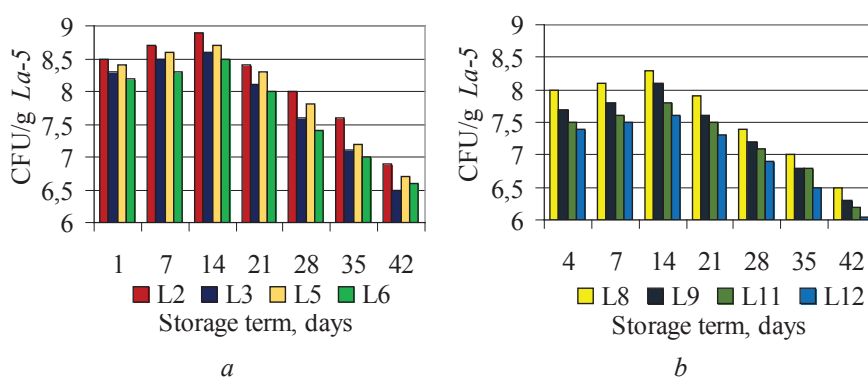 CFU/g La-5
9
8,5
8
7,5
7
6,5
6
1 7 14 21 28 35 42
L2 L3 L5 L6
Storage term, days
a
CFU/g La-5
9
8,5
8
7,5
7
6,5
6
4 7 14 21 28 35 42
L8 L9 L11 L12
Storage term, days
b